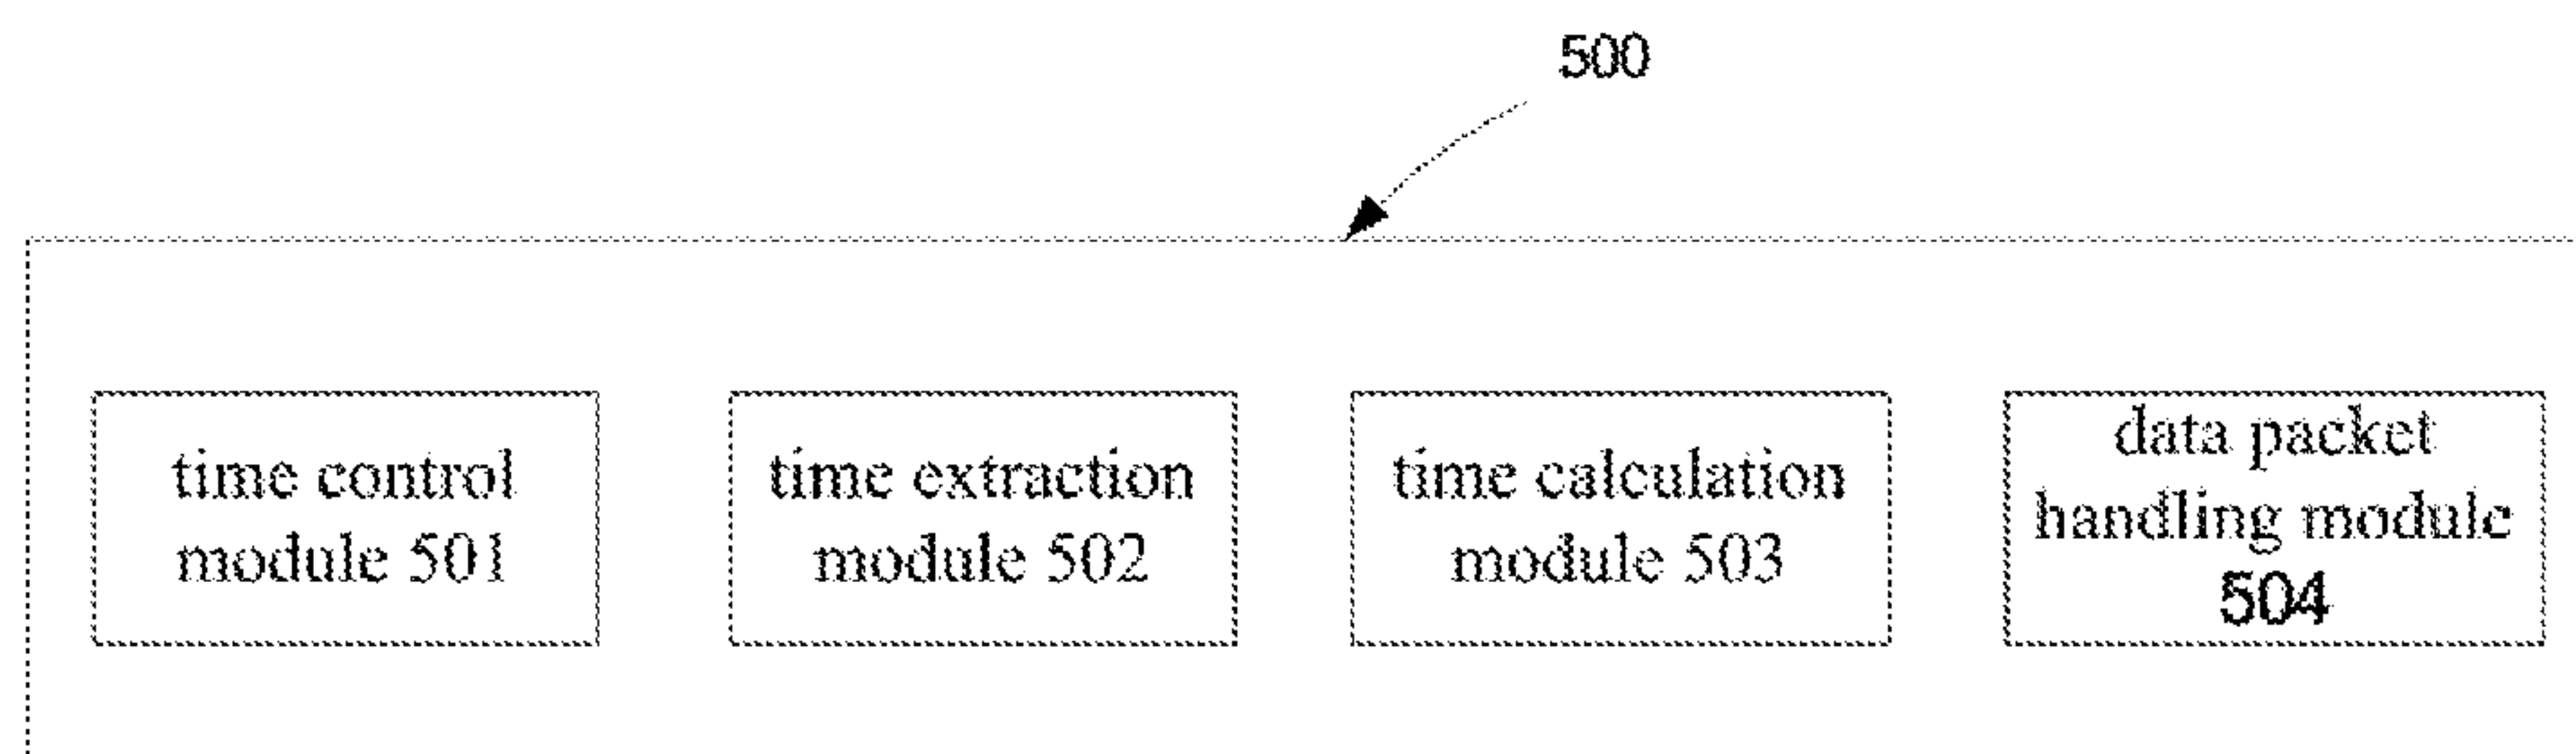 500
time control
module 501
time extraction
module 502
time calculation
module 503
data packet
handling module
504